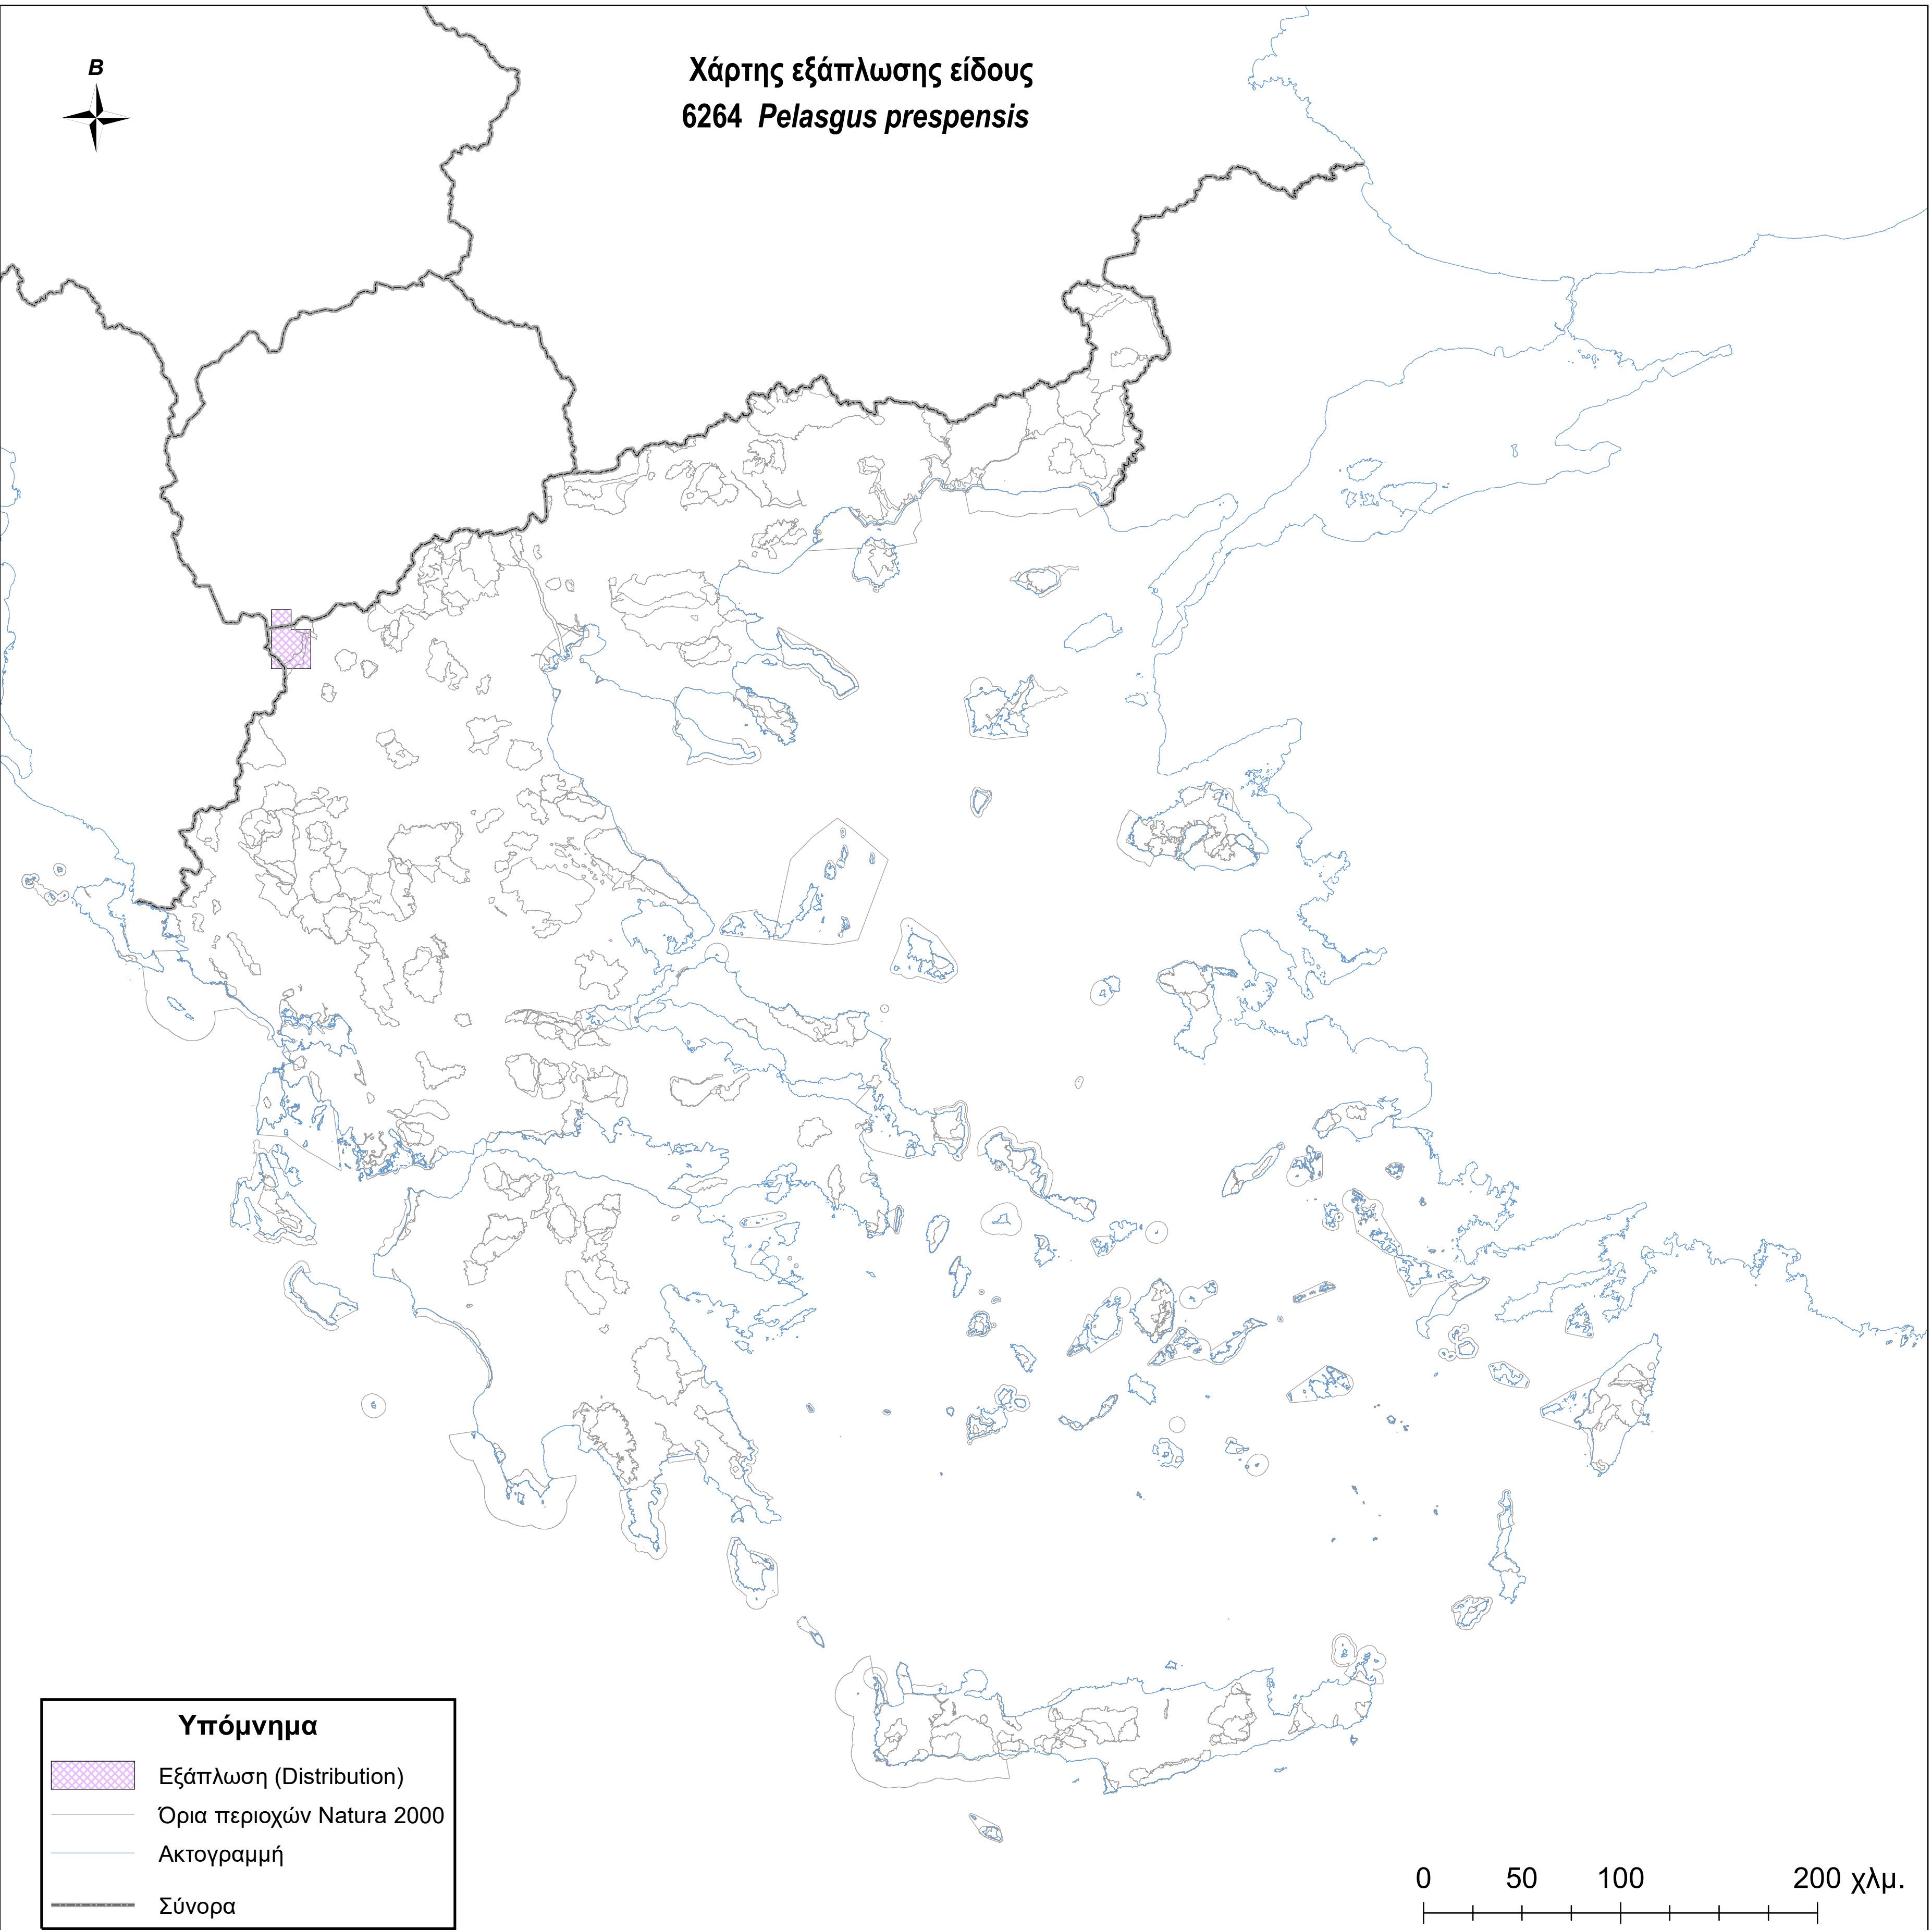 B
Χάρτης εξάπλωσης είδους
6264 Pelasgus prespensis
Υπόμνημα
Εξάπλωση (Distribution)
Όρια περιοχών Natura 2000
Ακτογραμμή
Σύνορα
0 50 100 200 χλμ.